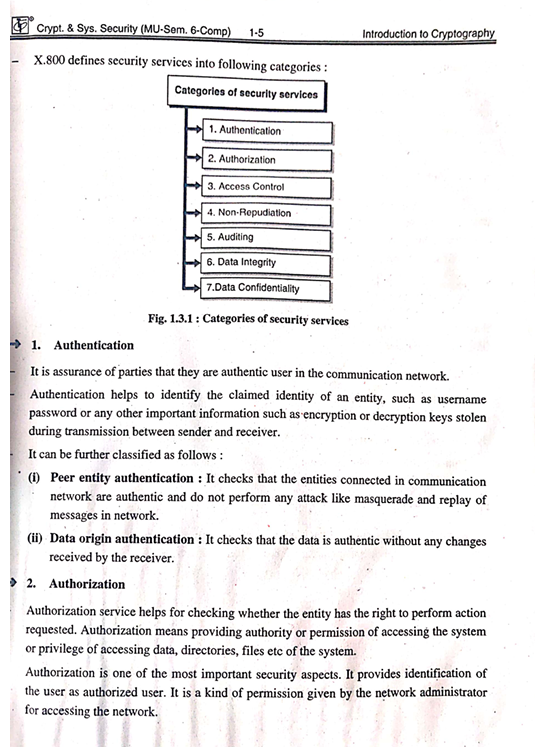 Crypt. & Sys. Security (MU-Sem. 6-Comp) 1-5 Introduction to Cryptography
– X.800 defines security services into following categories :
Categories of security services
1. Authentication
2. Authorization
3. Access Control
4. Non-Repudiation
5. Auditing
6. Data Integrity
7.Data Confidentiality
Fig. 1.3.1 : Categories of security services
1. Authentication
– It is assurance of parties that they are authentic user in the communication network.
– Authentication helps to identify the claimed identity of an entity, such as username
password or any other important information such as encryption or decryption keys stolen
during transmission between sender and receiver.
- It can be further classified as follows :
(i) Peer entity authentication : It checks that the entities connected in communication
network are authentic and do not perform any attack like masquerade and replay of
messages in network.
(ii) Data origin authentication : It checks that the data is authentic without any changes
received by the receiver.
2. Authorization
Authorization service helps for checking whether the entity has the right to perform action
requested. Authorization means providing authority or permission of accessing the system
or privilege of accessing data, directories, files etc of the system.
Authorization is one of the most important security aspects. It provides identification of
the user as authorized user. It is a kind of permission given by the network administrator
for accessing the network.